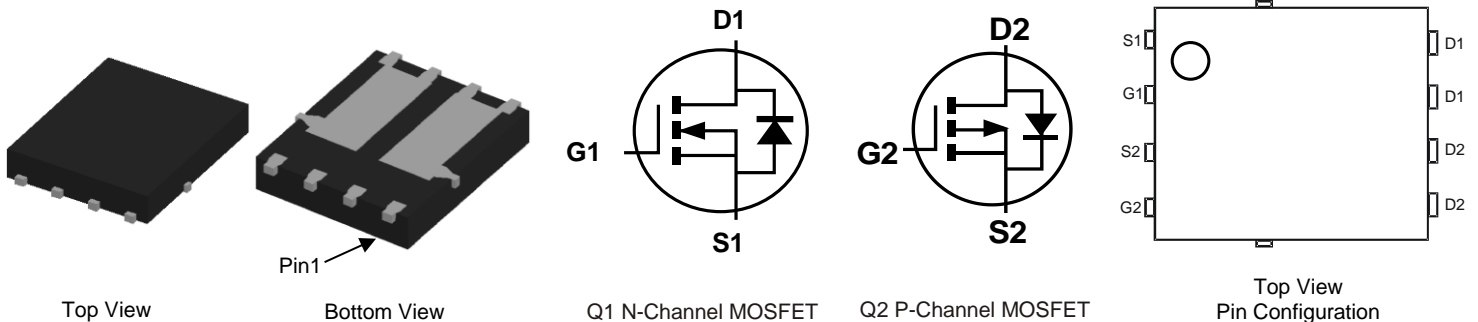 Pin1
Top View
Bottom View
D1
G1
S1
Q1 N-Channel MOSFET
D2
G2
S2
Q2 P-Channel MOSFET
S1
D1
G1
D1
S2
D2
G2
D2
Top View
Pin Configuration